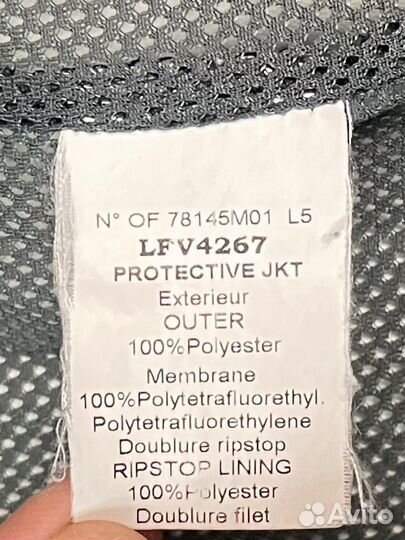 N° OF 78145M01 L5
LFV4267
PROTECTIVE JKT
Exterieur
OUTER
100%Polyester
Membrane
100%Polytetrafluorethyl.
Polytetrafluorethylene
Doublure ripstop
RIPSTOP LINING
100%Polyester
Doublure filet
Avito